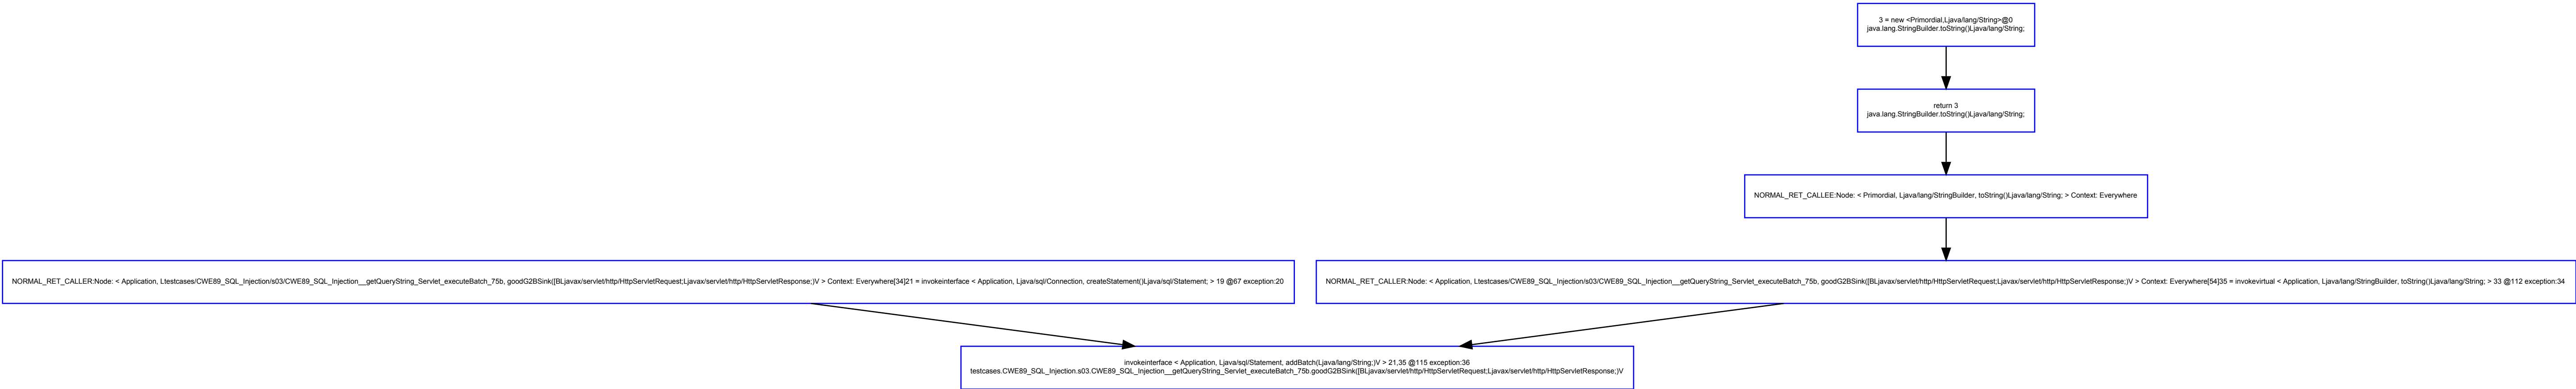 3 = new <Primordial,Ljava/lang/String>@0
java.lang.StringBuilder.toString()Ljava/lang/String;
return 3
java.lang.StringBuilder.toString()Ljava/lang/String;
NORMAL_RET_CALLEE:Node: < Primordial, Ljava/lang/StringBuilder, toString()Ljava/lang/String; > Context: Everywhere
NORMAL_RET_CALLER:Node: < Application, Ltestcases/CWE89_SQL_Injection/s03/CWE89_SQL_Injection__getQueryString_Servlet_executeBatch_75b, goodG2BSink([BLjavax/servlet/http/HttpServletRequest;Ljavax/servlet/http/HttpServletResponse;)V > Context: Everywhere[34]21 = invokeinterface < Application, Ljava/sql/Connection, createStatement()Ljava/sql/Statement; > 19 @67 exception:20
NORMAL_RET_CALLER:Node: < Application, Ltestcases/CWE89_SQL_Injection/s03/CWE89_SQL_Injection__getQueryString_Servlet_executeBatch_75b, goodG2BSink([BLjavax/servlet/http/HttpServletRequest;Ljavax/servlet/http/HttpServletResponse;)V > Context: Everywhere[54]35 = invokevirtual < Application, Ljava/lang/StringBuilder, toString()Ljava/lang/String; > 33 @112 exception:34
invokeinterface < Application, Ljava/sql/Statement, addBatch(Ljava/lang/String;)V > 21,35 @115 exception:36
testcases.CWE89_SQL_Injection.s03.CWE89_SQL_Injection__getQueryString_Servlet_executeBatch_75b.goodG2BSink([BLjavax/servlet/http/HttpServletRequest;Ljavax/servlet/http/HttpServletResponse;)V